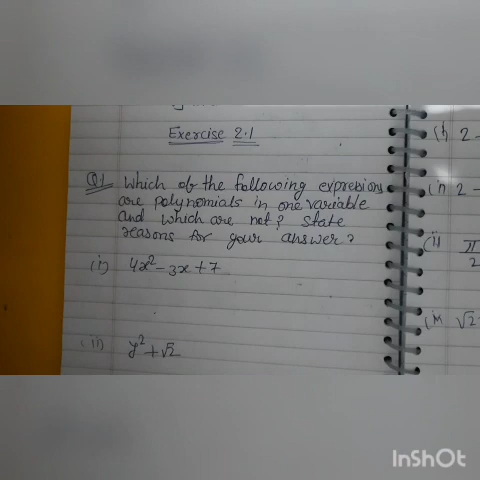 Exercise 2.1
Q1 Which of the following expresions
are polynomials in one variable
and which are not? State
reasons for your answer?
(i) 4x² - 3x + 7
(ii) y² + √2
(i) 2 -
(ii) 2 -
(iii) π
2
(iv) √2
InShOt